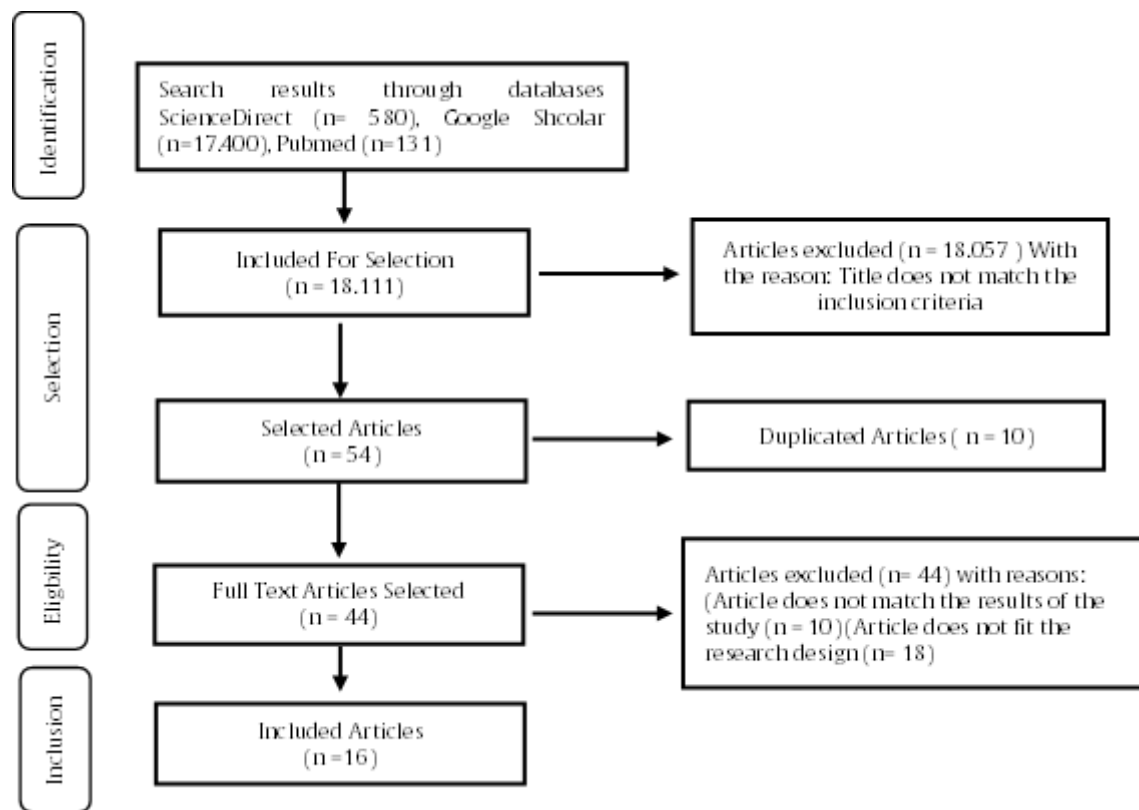 Identification
Search results through databases
ScienceDirect (n= 580), Google Shcolar
(n=17.400), Pubmed (n=131)
Selection
Included For Selection
(n = 18.111)
Articles excluded (n = 18.057 ) With
the reason: Title does not match the
inclusion criteria
Selected Articles
(n = 54)
Duplicated Articles ( n = 10)
Eligbility
Full Text Articles Selected
(n = 44)
Articles excluded (n= 44) with reasons:
(Article does not match the results of the
study (n = 10)(Article does not fit the
research design (n= 18)
Inclusion
Included Articles
(n =16)